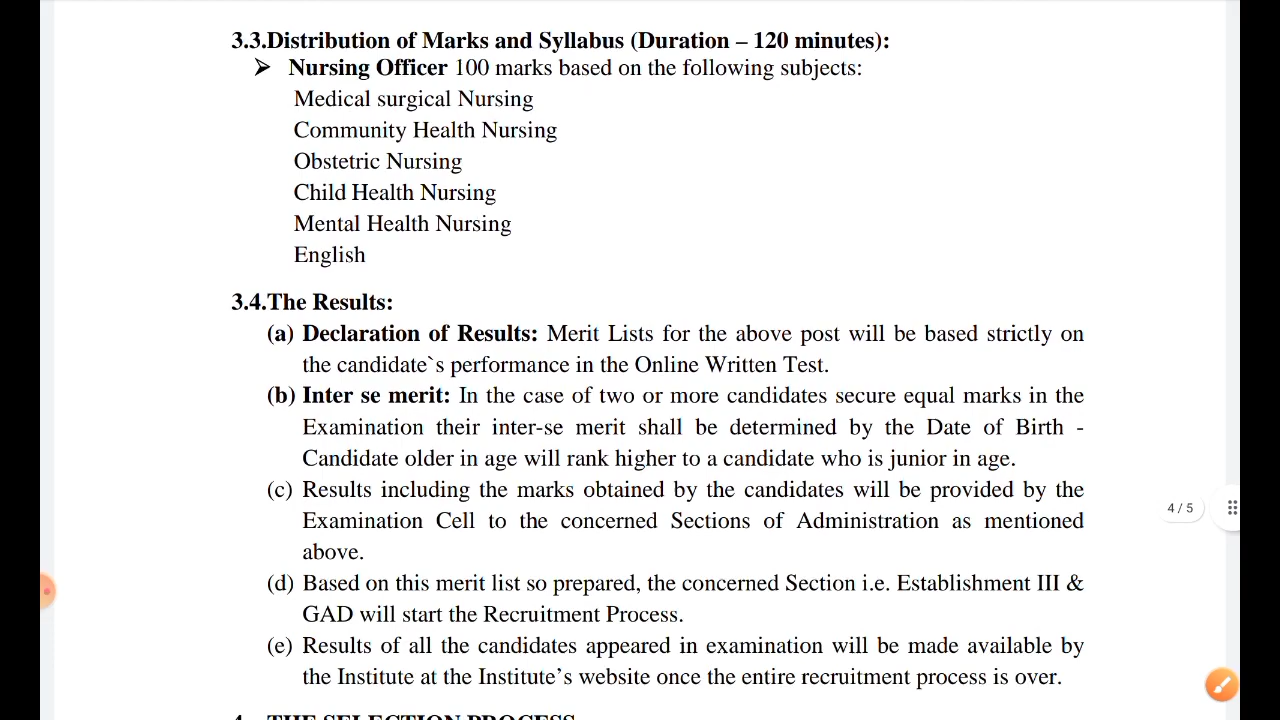 3.3.Distribution of Marks and Syllabus (Duration – 120 minutes):
➢ Nursing Officer 100 marks based on the following subjects:
Medical surgical Nursing
Community Health Nursing
Obstetric Nursing
Child Health Nursing
Mental Health Nursing
English
3.4.The Results:
(a) Declaration of Results: Merit Lists for the above post will be based strictly on
the candidate`s performance in the Online Written Test.
(b) Inter se merit: In the case of two or more candidates secure equal marks in the
Examination their inter-se merit shall be determined by the Date of Birth -
Candidate older in age will rank higher to a candidate who is junior in age.
(c) Results including the marks obtained by the candidates will be provided by the
Examination Cell to the concerned Sections of Administration as mentioned
above.
(d) Based on this merit list so prepared, the concerned Section i.e. Establishment III &
GAD will start the Recruitment Process.
(e) Results of all the candidates appeared in examination will be made available by
the Institute at the Institute’s website once the entire recruitment process is over.
4. THE SELECTION PROCESS
4 / 5